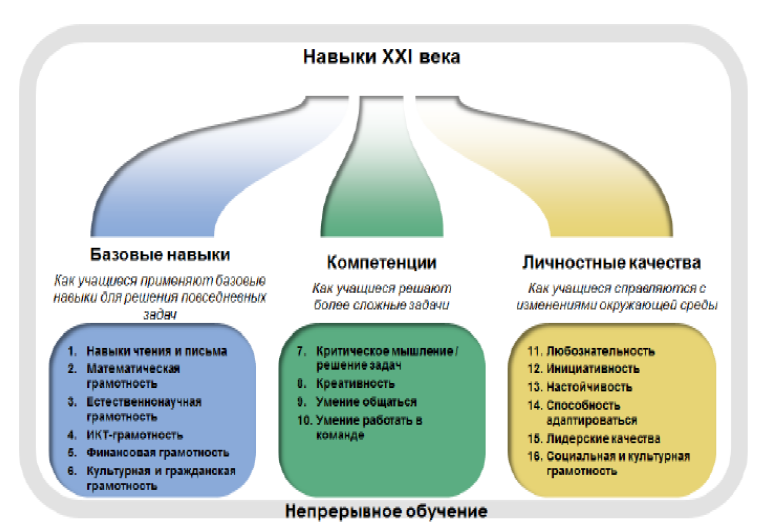 Навыки XXI века
Базовые навыки
Как учащиеся применяют базовые
навыки для решения повседневных
задач
1. Навыки чтения и письма
2. Математическая
грамотность
3. Естественнонаучная
грамотность
4. ИКТ-грамотность
5. Финансовая грамотность
6. Культурная и гражданская
грамотность
Компетенции
Как учащиеся решают
более сложные задачи
7. Критическое мышление /
решение задач
8. Креативность
9. Умение общаться
10. Умение работать в
команде
Личностные качества
Как учащиеся справляются с
изменениями окружающей среды
11. Любознательность
12. Инициативность
13. Настойчивость
14. Способность
адаптироваться
15. Лидерские качества
16. Социальная и культурная
грамотность
Непрерывное обучение